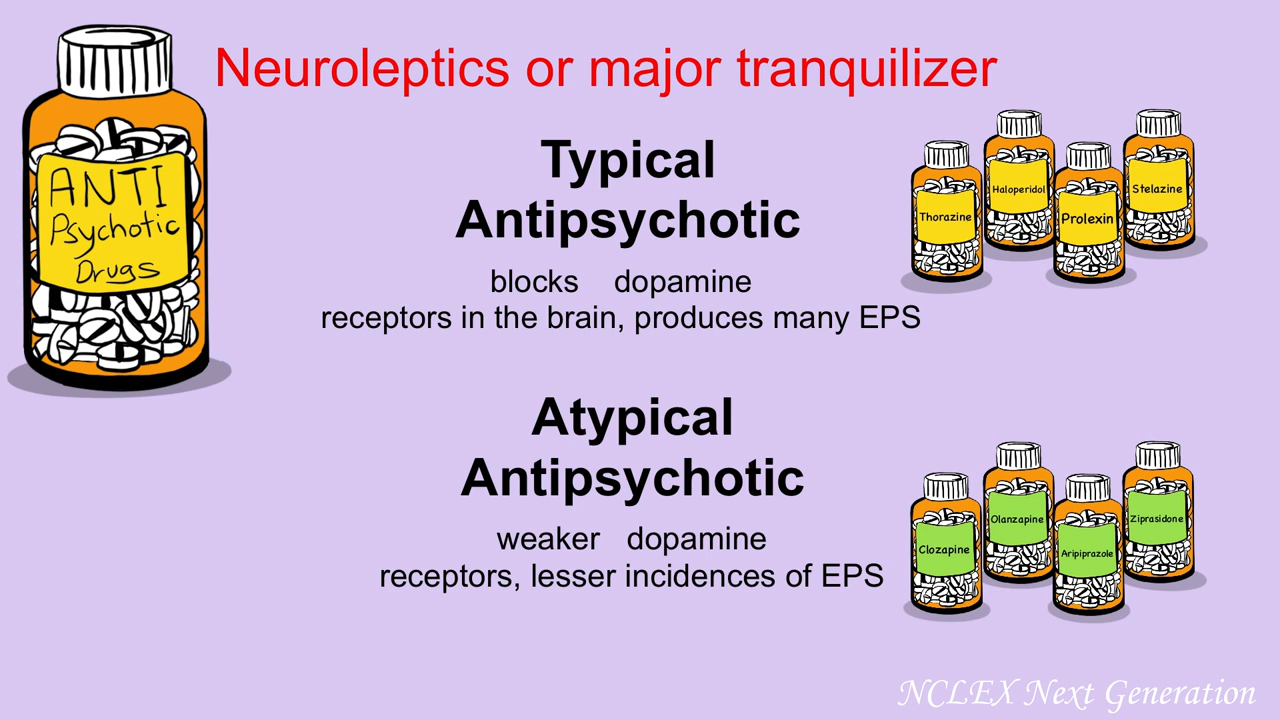 Neuroleptics or major tranquilizer
ANTI
Psychotic
Drugs
Typical
Antipsychotic
blocks dopamine
receptors in the brain, produces many EPS
Thorazine
Haloperidol
Prolexin
Stelazine
Atypical
Antipsychotic
weaker dopamine
receptors, lesser incidences of EPS
Clozapine
Olanzapine
Aripiprazole
Ziprasidone
NCLEX Next Generation